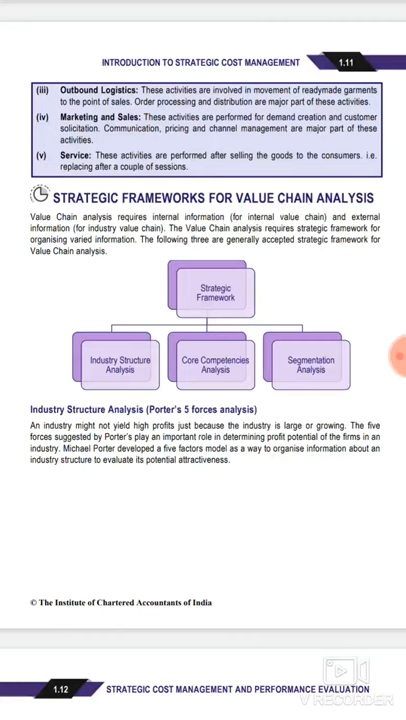 INTRODUCTION TO STRATEGIC COST MANAGEMENT 1.11
(iii) Outbound Logistics: These activities are involved in movement of readymade garments
to the point of sales. Order processing and distribution are major part of these activities.
(iv) Marketing and Sales: These activities are performed for demand creation and customer
solicitation. Communication, pricing and channel management are major part of these
activities.
(v) Service: These activities are performed after selling the goods to the consumers. i.e.
replacing after a couple of sessions.
STRATEGIC FRAMEWORKS FOR VALUE CHAIN ANALYSIS
Value Chain analysis requires internal information (for internal value chain) and external
information (for industry value chain). The Value Chain analysis requires strategic framework for
organising varied information. The following three are generally accepted strategic framework for
Value Chain analysis.
Strategic
Framework
Industry Structure
Analysis
Core Competencies
Analysis
Segmentation
Analysis
Industry Structure Analysis (Porter's 5 forces analysis)
An industry might not yield high profits just because the industry is large or growing. The five
forces suggested by Porter's play an important role in determining profit potential of the firms in an
industry. Michael Porter developed a five factors model as a way to organise information about an
industry structure to evaluate its potential attractiveness.
© The Institute of Chartered Accountants of India
1.12 STRATEGIC COST MANAGEMENT AND PERFORMANCE EVALUATION
V RECORDER